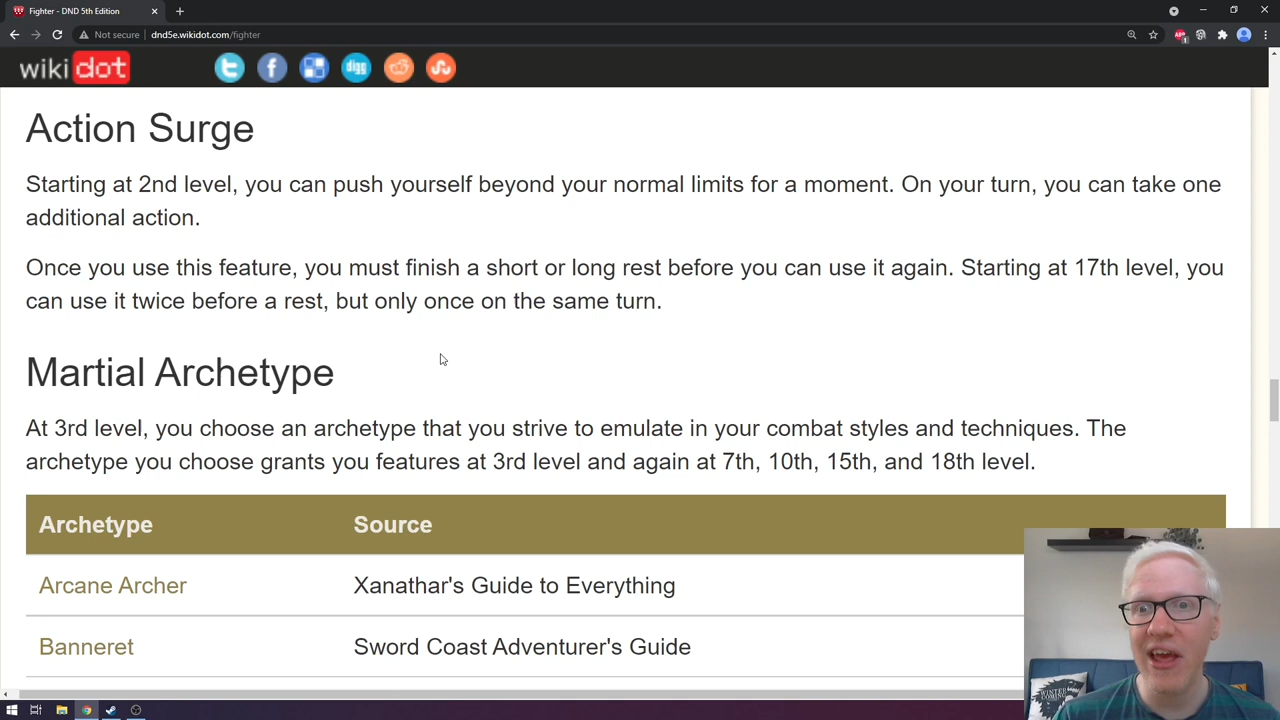 Fighter - DND 5th Edition
Not secure
dnd5e.wikidot.com/fighter
wikidot
digg
Action Surge
Starting at 2nd level, you can push yourself beyond your normal limits for a moment. On your turn, you can take one
additional action.
Once you use this feature, you must finish a short or long rest before you can use it again. Starting at 17th level, you
can use it twice before a rest, but only once on the same turn.
Martial Archetype
At 3rd level, you choose an archetype that you strive to emulate in your combat styles and techniques. The
archetype you choose grants you features at 3rd level and again at 7th, 10th, 15th, and 18th level.
Archetype Source
Arcane Archer Xanathar's Guide to Everything
Banneret Sword Coast Adventurer's Guide
WINTER
COMING